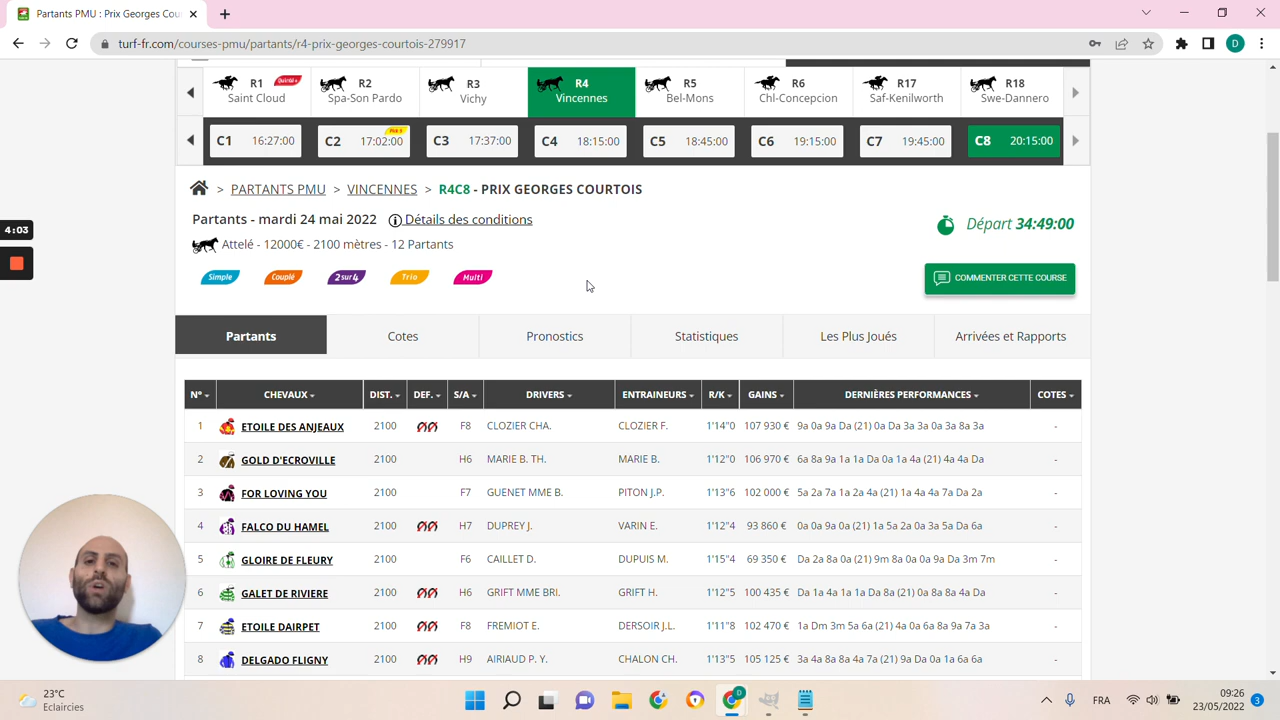 Partants PMU : Prix Georges Cour
turf-fr.com/courses-pmu/partants/r4-prix-georges-courtois-279917
D
R1 Quinté+
Saint Cloud
R2
Spa-Son Pardo
R3
Vichy
R4
Vincennes
R5
Bel-Mons
R6
Chl-Concepcion
R17
Saf-Kenilworth
R18
Swe-Dannero
C1 16:27:00
C2 17:02:00
C3 17:37:00
C4 18:15:00
C5 18:45:00
C6 19:15:00
C7 19:45:00
C8 20:15:00
> PARTANTS PMU > VINCENNES > R4C8 - PRIX GEORGES COURTOIS
Partants - mardi 24 mai 2022 Détails des conditions
Départ 34:49:00
Attelé - 12000€ - 2100 mètres - 12 Partants
Simple Couplé 2 sur 4 Trio Multi
COMMENTER CETTE COURSE
Partants Cotes Pronostics Statistiques Les Plus Joués Arrivées et Rapports
N° CHEVAUX DIST. DEF. S/A DRIVERS ENTRAINEURS R/K GAINS DERNIÈRES PERFORMANCES COTES
1 ETOILE DES ANJEAUX 2100 F8 CLOZIER CHA. CLOZIER F. 1'14"0 107 930 € 9a 0a 9a Da (21) 0a Da 3a 3a 0a 3a 8a 3a -
2 GOLD D'ECROVILLE 2100 H6 MARIE B. TH. MARIE B. 1'12"0 106 970 € 6a 8a 9a 1a 1a Da 0a 1a 4a (21) 4a 4a Da -
3 FOR LOVING YOU 2100 F7 GUENET MME B. PITON J.P. 1'13"6 102 000 € 5a 2a 7a 1a 2a 4a (21) 1a 4a 4a 7a Da 2a -
4 FALCO DU HAMEL 2100 H7 DUPREY J. VARIN E. 1'12"4 93 860 € 0a 0a 9a 0a (21) 1a 5a 2a 0a 3a 5a Da 6a -
5 GLOIRE DE FLEURY 2100 F6 CAILLET D. DUPUIS M. 1'15"4 69 350 € Da 2a 8a 0a (21) 9m 8a 0a 0a 9a Da 3m 7m -
6 GALET DE RIVIERE 2100 H6 GRIFT MME BRI. GRIFT H. 1'12"5 100 435 € Da 1a 4a 1a 1a Da 8a (21) 0a 8a 8a 4a Da -
7 ETOILE DAIRPET 2100 F8 FREMIOT E. DERSOIR J.L. 1'11"8 102 470 € 1a Dm 3m 5a 6a (21) 4a 0a 6a 8a 9a 7a 3a -
8 DELGADO FLIGNY 2100 H9 AIRIAUD P. Y. CHALON CH. 1'13"5 105 125 € 3a 4a 8a 8a 4a 7a (21) 9a Da 0a 1a 6a 6a -
4:03
23°C
Eclaircies
D
FRA
09:26
23/05/2022
3